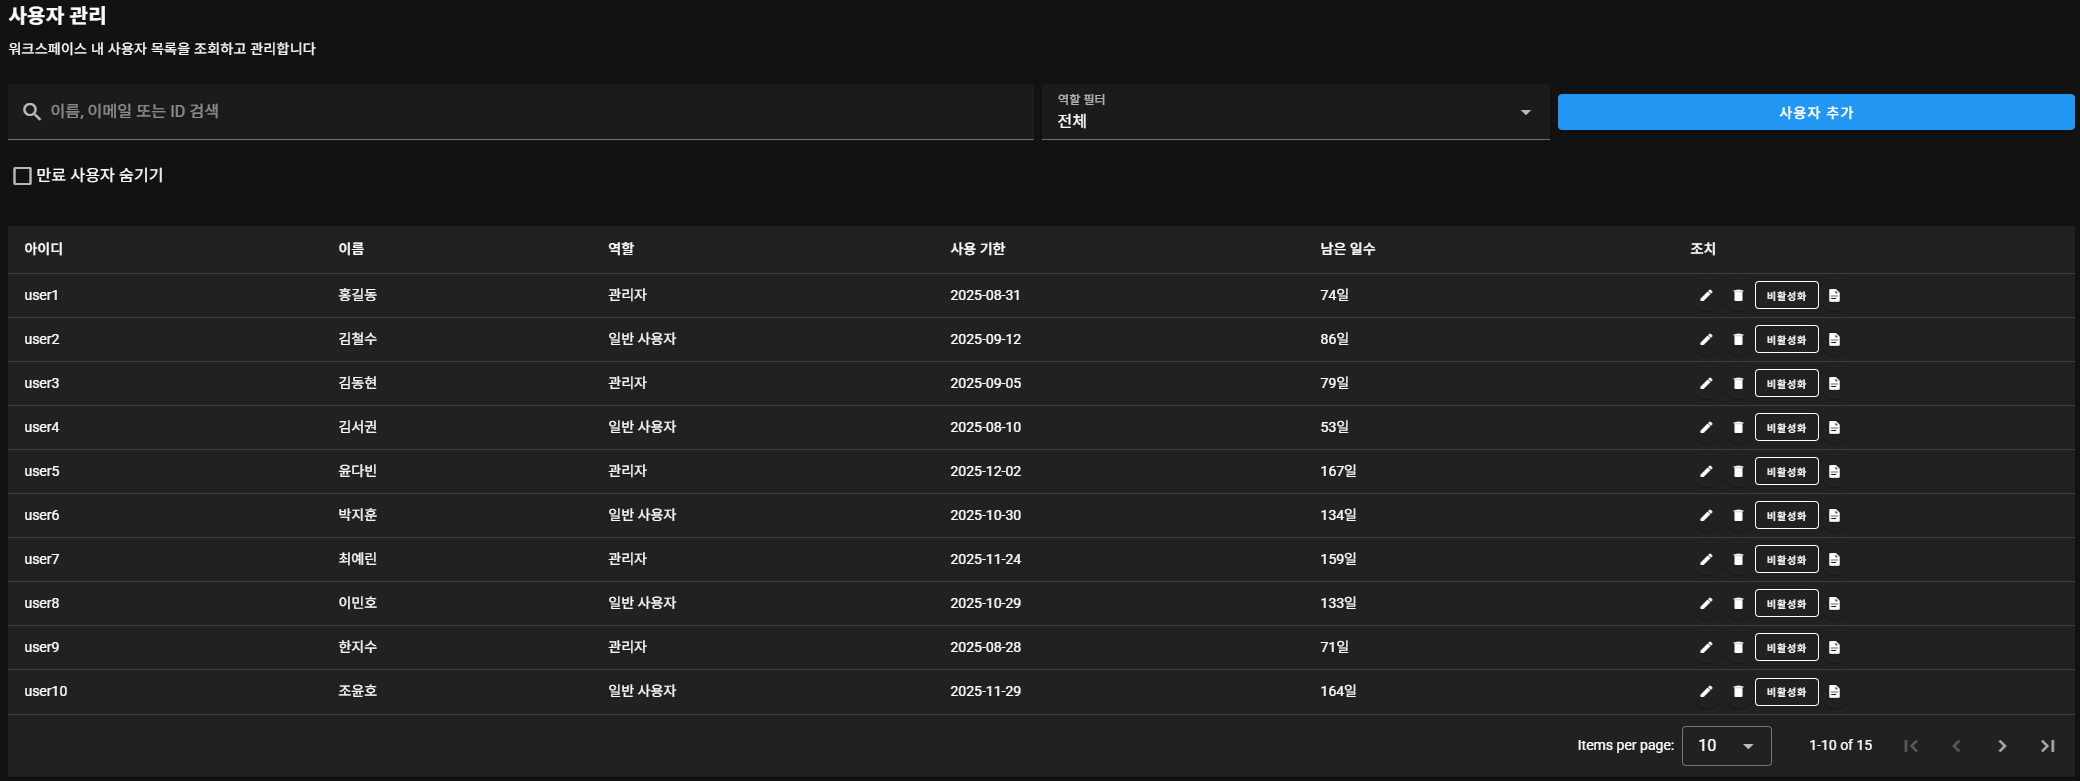 사용자 관리
워크스페이스 내 사용자 목록을 조회하고 관리합니다
이름, 이메일 또는 ID 검색
역할 필터
전체
사용자 추가
만료 사용자 숨기기
아이디 이름 역할 사용 기한 남은 일수 조치
user1 홍길동 관리자 2025-08-31 74일 비활성화
user2 김철수 일반 사용자 2025-09-12 86일 비활성화
user3 김동현 관리자 2025-09-05 79일 비활성화
user4 김서권 일반 사용자 2025-08-10 53일 비활성화
user5 윤다빈 관리자 2025-12-02 167일 비활성화
user6 박지훈 일반 사용자 2025-10-30 134일 비활성화
user7 최예린 관리자 2025-11-24 159일 비활성화
user8 이민호 일반 사용자 2025-10-29 133일 비활성화
user9 한지수 관리자 2025-08-28 71일 비활성화
user10 조윤호 일반 사용자 2025-11-29 164일 비활성화
Items per page: 10 1-10 of 15